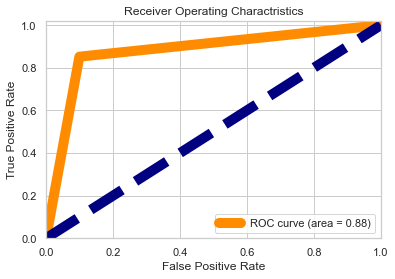 Receiver Operating Charactristics
True Positive Rate
1.0
0.8
0.6
0.4
0.2
0.0
ROC curve (area = 0.88)
0.0 0.2 0.4 0.6 0.8 1.0
False Positive Rate